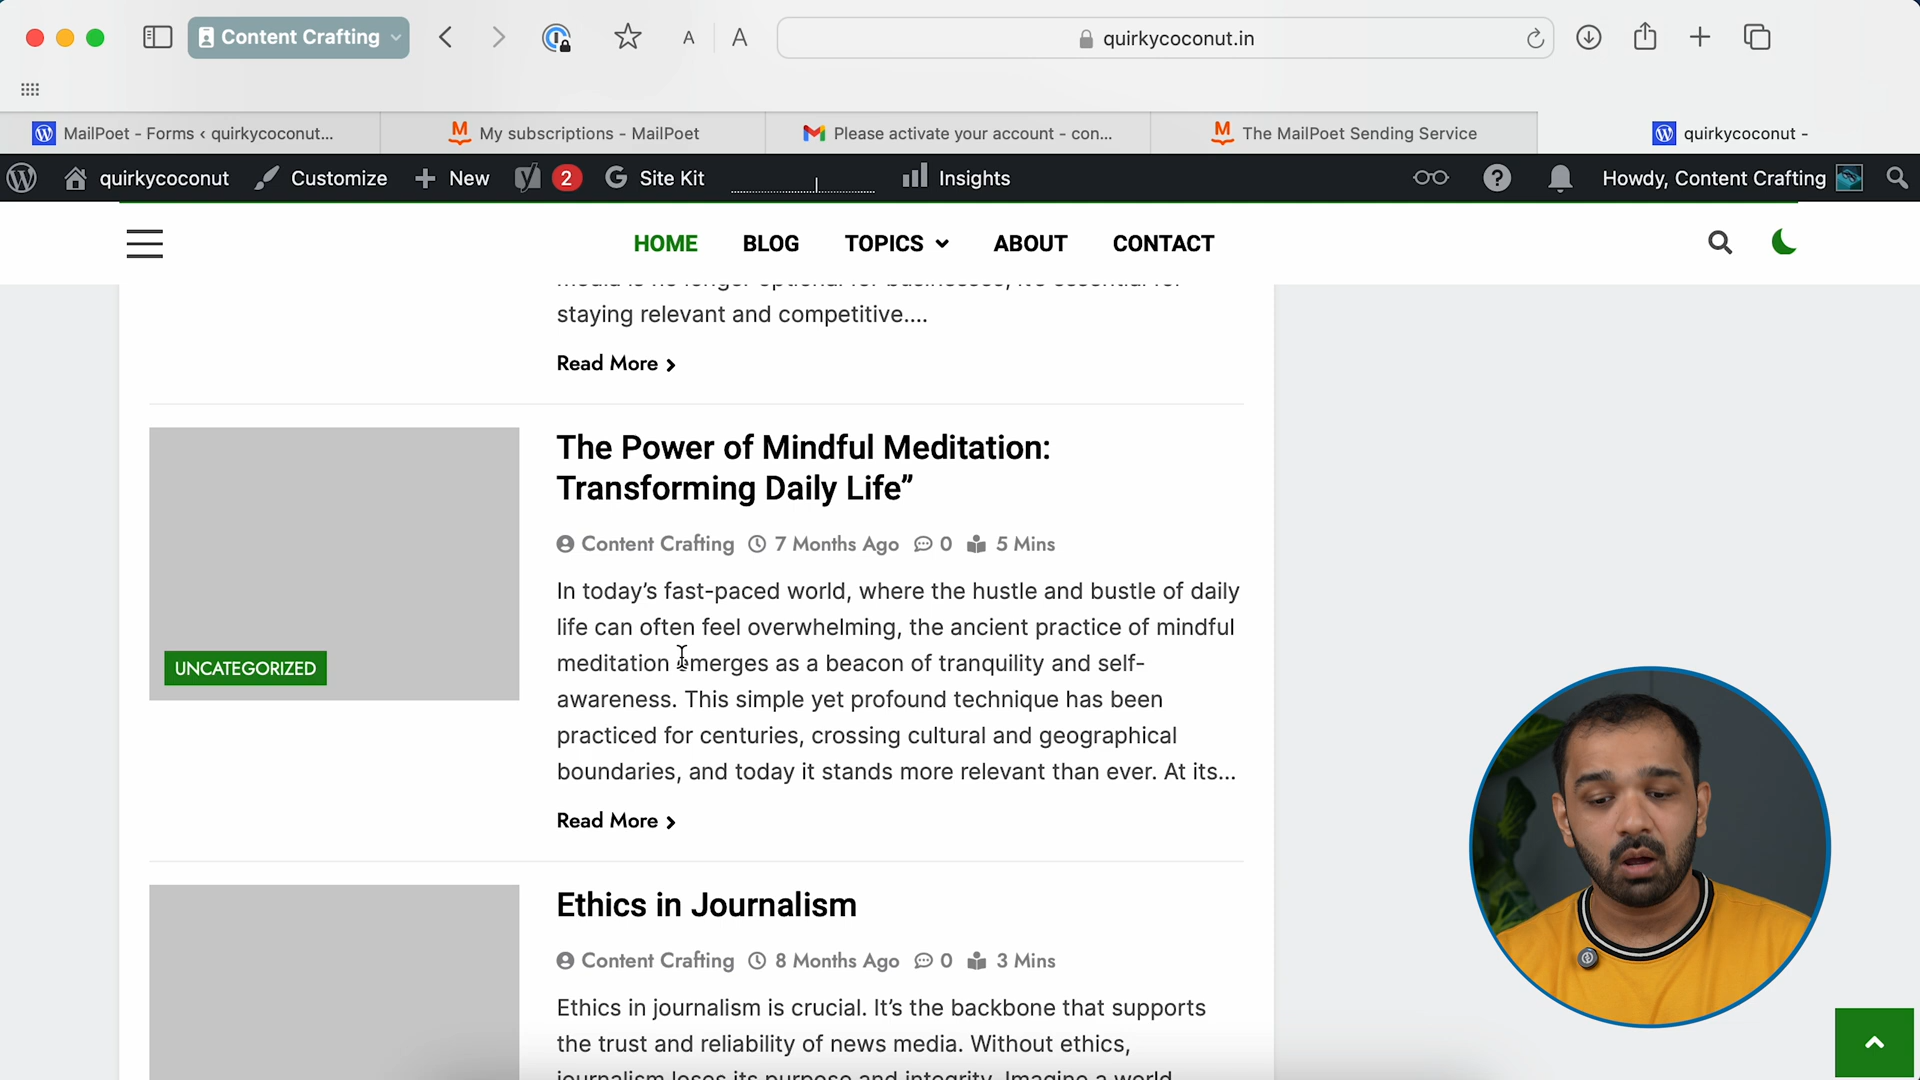 Content Crafting
A A
quirkycoconut.in
MailPoet - Forms ‹ quirkycoconut...
My subscriptions - MailPoet
Please activate your account - con...
The MailPoet Sending Service
quirkycoconut -
quirkycoconut
Customize
New
2
Site Kit
Insights
Howdy, Content Crafting
HOME
BLOG
TOPICS
ABOUT
CONTACT
media is no longer optional for businesses; it's essential for
staying relevant and competitive....
Read More
The Power of Mindful Meditation:
Transforming Daily Life”
Content Crafting 7 Months Ago 0 5 Mins
UNCATEGORIZED
In today’s fast-paced world, where the hustle and bustle of daily
life can often feel overwhelming, the ancient practice of mindful
meditation emerges as a beacon of tranquility and self-
awareness. This simple yet profound technique has been
practiced for centuries, crossing cultural and geographical
boundaries, and today it stands more relevant than ever. At its...
Read More
Ethics in Journalism
Content Crafting 8 Months Ago 0 3 Mins
Ethics in journalism is crucial. It’s the backbone that supports
the trust and reliability of news media. Without ethics,
journalism loses its purpose and integrity. Imagine a world